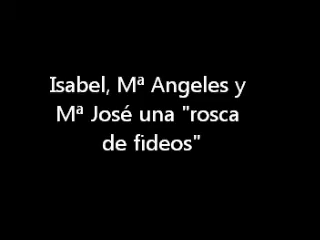 Isabel, Mª Angeles y
Mª José una "rosca
de fideos"